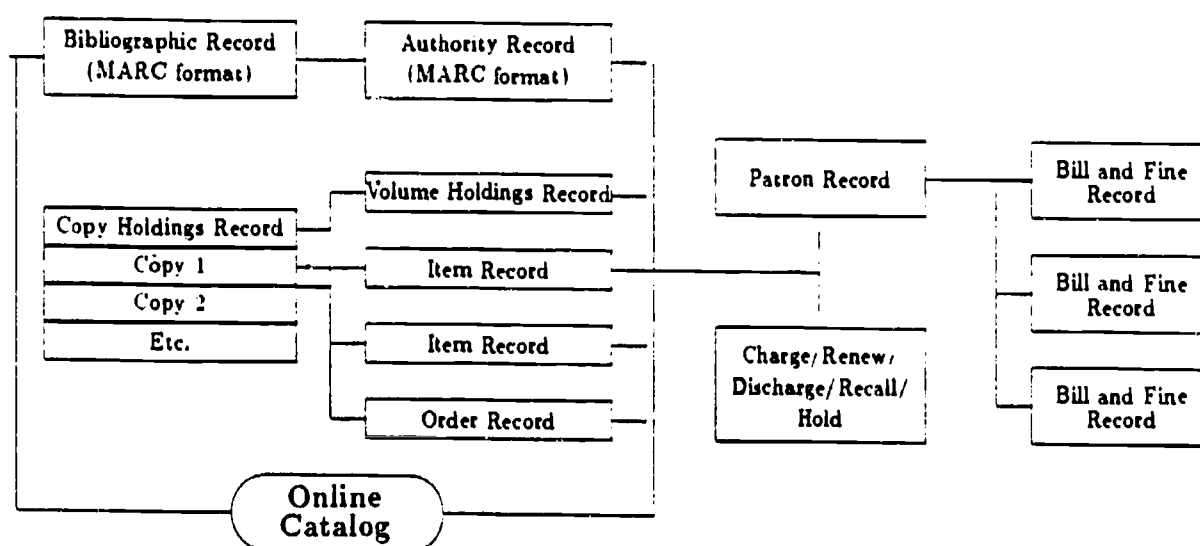 Bibliographic Record
(MARC format)
Authority Record
(MARC format)
Volume Holdings Record
Copy Holdings Record
Copy 1
Copy 2
Etc.
Item Record
Item Record
Order Record
Patron Record
Charge/Renew/
Discharge/Recall/
Hold
Bill and Fine
Record
Bill and Fine
Record
Bill and Fine
Record
Online
Catalog